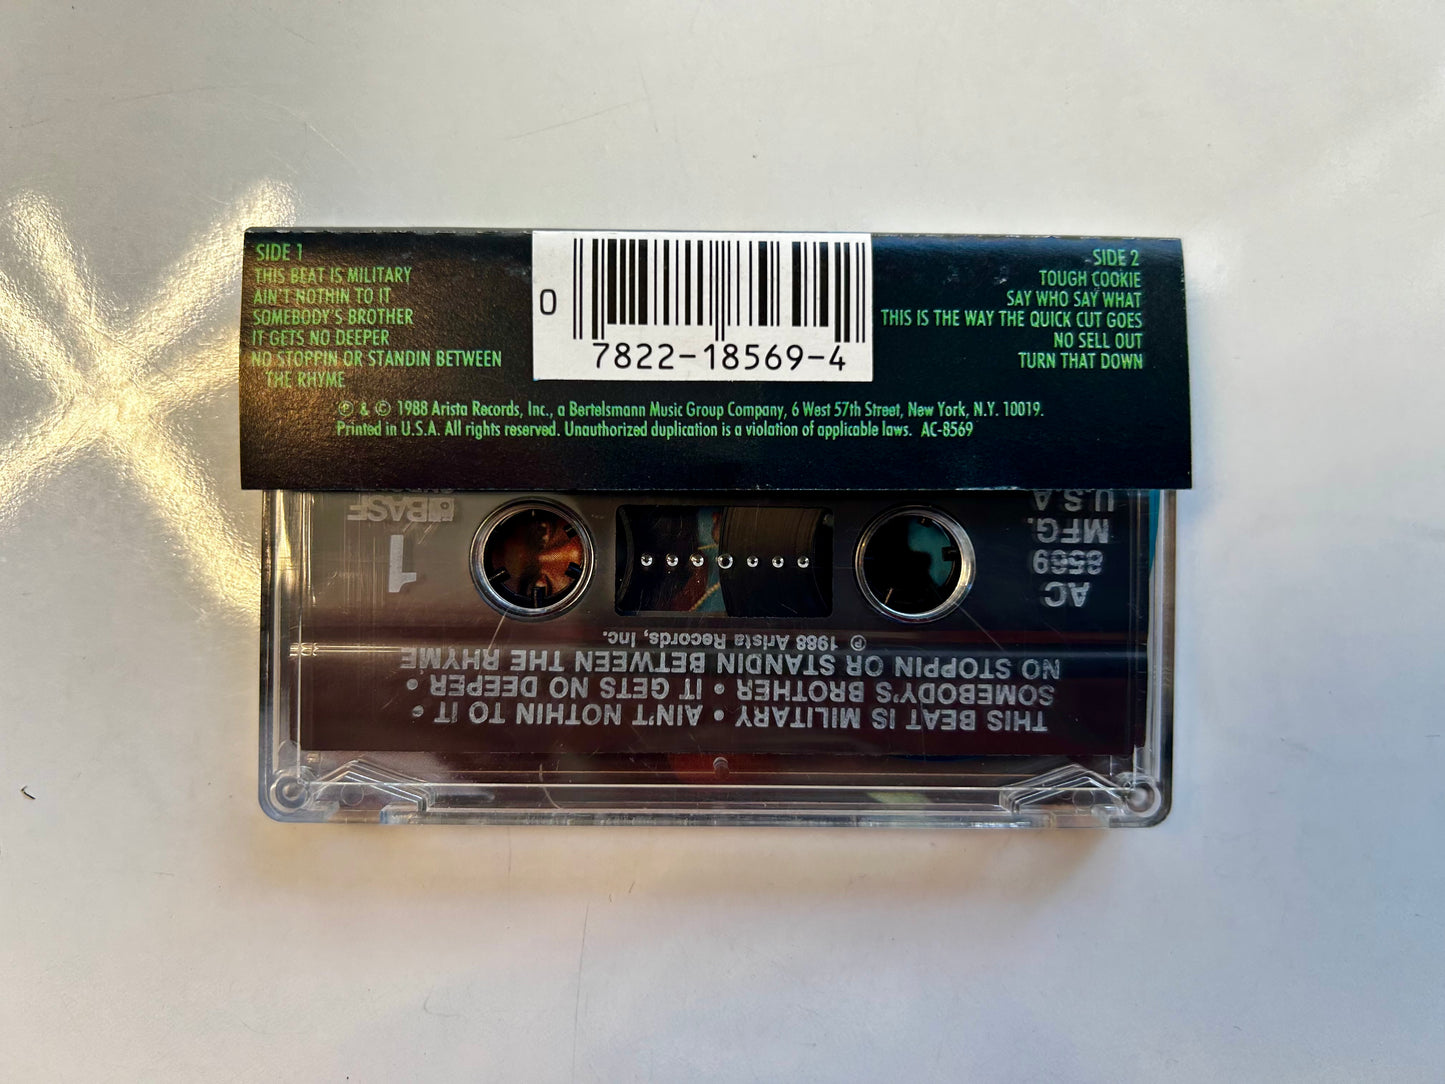 SIDE 1
THIS BEAT IS MILITARY
AIN'T NOTHIN TO IT
SOMEBODY'S BROTHER
IT GETS NO DEEPER
NO STOPPIN OR STANDIN BETWEEN
THE RHYME
0
7822-18569-4
SIDE 2
TOUGH COOKIE
SAY WHO SAY WHAT
THIS IS THE WAY THE QUICK CUT GOES
NO SELL OUT
TURN THAT DOWN
℗ & © 1988 Arista Records, Inc., a Bertelsmann Music Group Company, 6 West 57th Street, New York, N.Y. 10019.
Printed in U.S.A. All rights reserved. Unauthorized duplication is a violation of applicable laws. AC-8569
THIS BEAT IS MILITARY • AIN'T NOTHIN TO IT •
SOMEBODY'S BROTHER • IT GETS NO DEEPER •
NO STOPPIN OR STANDIN BETWEEN THE RHYME
℗ 1988 Arista Records, Inc.
AC
8569
MFG.
U.S.A
1
BASF